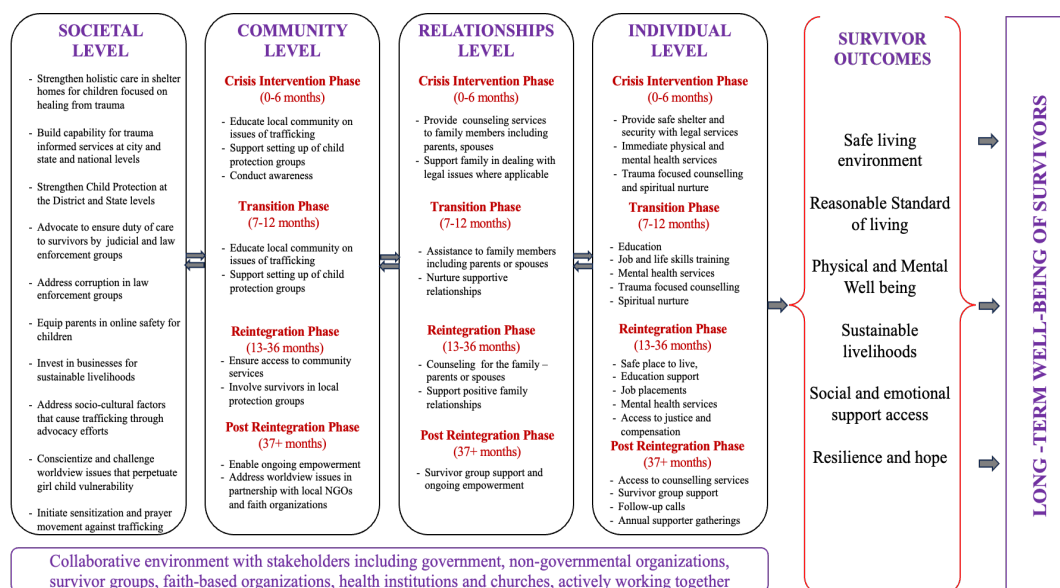 SOCIETAL
LEVEL
- Strengthen holistic care in shelter
homes for children focused on
healing from trauma
- Build capability for trauma
informed services at city and
state and national levels
- Strengthen Child Protection at
the District and State levels
- Advocate to ensure duty of care
to survivors by judicial and law
enforcement groups
- Address corruption in law
enforcement groups
- Equip parents in online safety for
children
- Invest in businesses for
sustainable livelihoods
- Address socio-cultural factors
that cause trafficking through
advocacy efforts
- Conscientize and challenge
worldview issues that perpetuate
girl child vulnerability
- Initiate sensitization and prayer
movement against trafficking
COMMUNITY
LEVEL
Crisis Intervention Phase
(0-6 months)
- Educate local community on
issues of trafficking
- Support setting up of child
protection groups
- Conduct awareness
Transition Phase
(7-12 months)
- Educate local community on
issues of trafficking
- Support setting up of child
protection groups
Reintegration Phase
(13-36 months)
- Ensure access to community
services
- Involve survivors in local
protection groups
Post Reintegration Phase
(37+ months)
- Enable ongoing empowerment
- Address worldview issues in
partnership with local NGOs
and faith organizations
RELATIONSHIPS
LEVEL
Crisis Intervention Phase
(0-6 months)
- Provide counseling services
to family members including
parents, spouses
- Support family in dealing with
legal issues where applicable
Transition Phase
(7-12 months)
- Assistance to family members
including parents or spouses
- Nurture supportive
relationships
Reintegration Phase
(13-36 months)
- Counseling for the family –
parents or spouses
- Support positive family
relationships
Post Reintegration Phase
(37+ months)
- Survivor group support and
ongoing empowerment
INDIVIDUAL
LEVEL
Crisis Intervention Phase
(0-6 months)
- Provide safe shelter and
security with legal services
- Immediate physical and
mental health services
- Trauma focused counselling
and spiritual nurture
Transition Phase
(7-12 months)
- Education
- Job and life skills training
- Mental health services
- Trauma focused counselling
- Spiritual nurture
Reintegration Phase
(13-36 months)
- Safe place to live,
- Education support
- Job placements
- Mental health services
- Access to justice and
compensation
Post Reintegration Phase
(37+ months)
- Access to counselling services
- Survivor group support
- Follow-up calls
- Annual supporter gatherings
SURVIVOR
OUTCOMES
Safe living
environment
Reasonable Standard
of living
Physical and Mental
Well being
Sustainable
livelihoods
Social and emotional
support access
Resilience and hope
LONG -TERM WELL-BEING OF SURVIVORS
Collaborative environment with stakeholders including government, non-governmental organizations,
survivor groups, faith-based organizations, health institutions and churches, actively working together